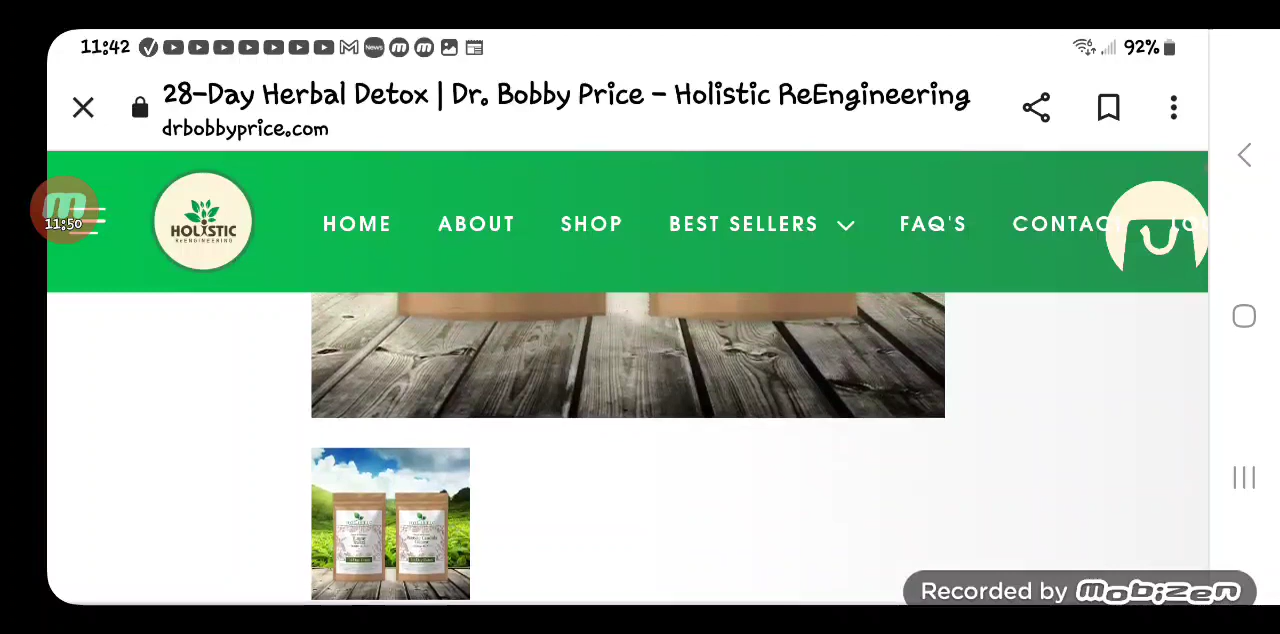 11:42
News
92%
28-Day Herbal Detox | Dr. Bobby Price – Holistic ReEngineering
drbobbyprice.com
11:50
HOLISTIC
ReENGINEERING
HOME ABOUT SHOP BEST SELLERS FAQ'S CONTACT
Recorded by mobizen